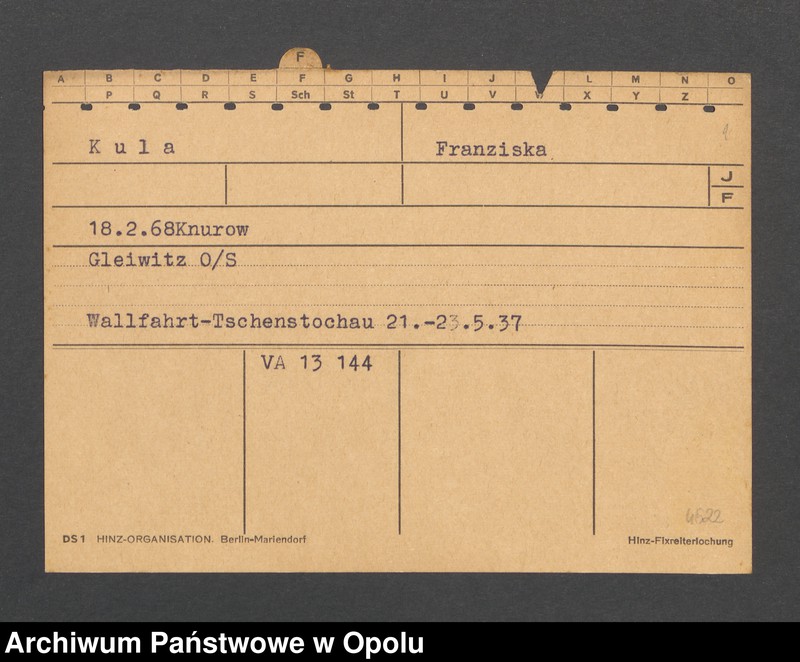 F
A B C D E F G H I J L M N O
P Q R S Sch St T U V W X Y Z
Kula Franziska
J
F
18.2.68Knurow
Gleiwitz O/S
Wallfahrt-Tschenstochau 21.-23.5.37
VA 13 144
4522
DS1 HINZ-ORGANISATION. Berlin-Mariendorf Hinz-Fixreiterlochung
Archiwum Państwowe w Opolu